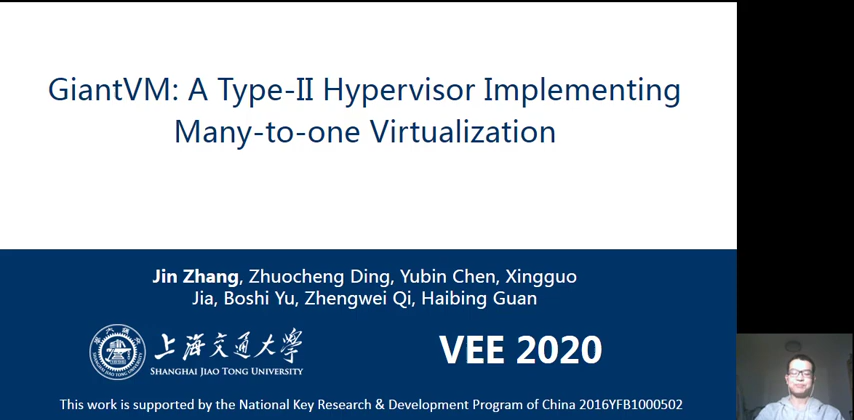 GiantVM: A Type-II Hypervisor Implementing
Many-to-one Virtualization
Jin Zhang, Zhuocheng Ding, Yubin Chen, Xingguo
Jia, Boshi Yu, Zhengwei Qi, Haibing Guan
上海交通大学
SHANGHAI JIAO TONG UNIVERSITY
VEE 2020
This work is supported by the National Key Research & Development Program of China 2016YFB1000502